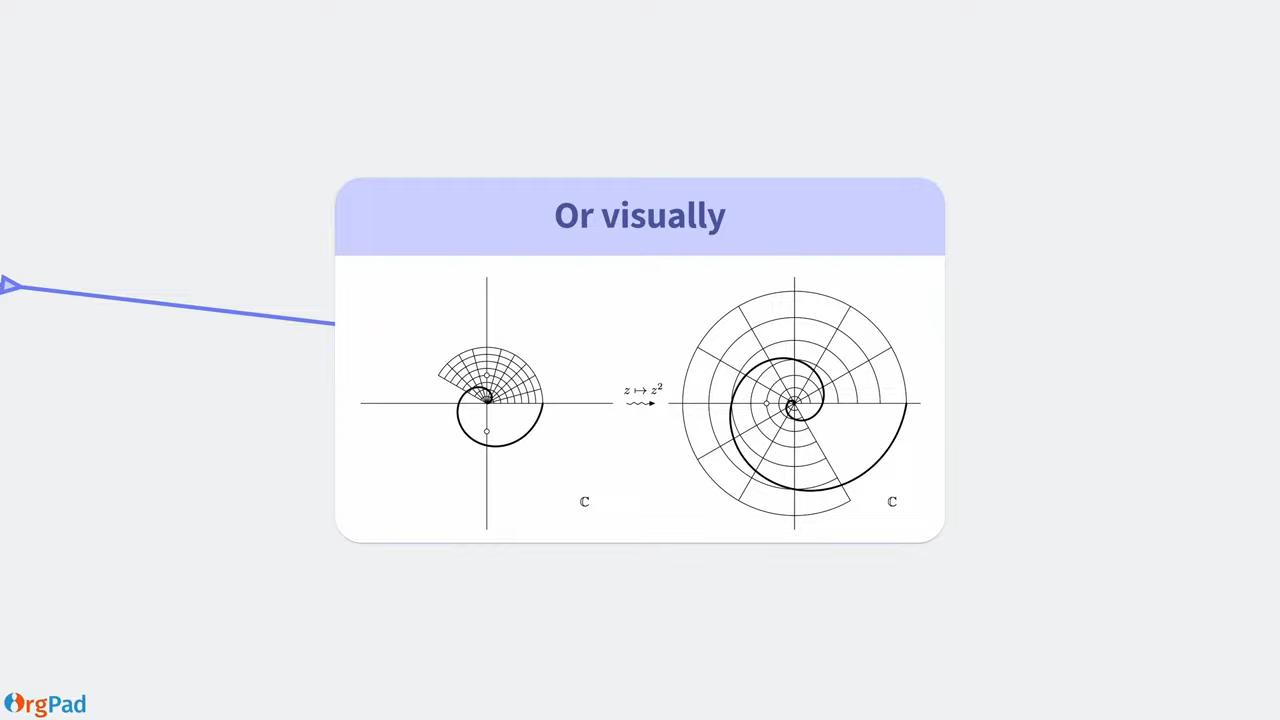 Or visually
z ↦ z²
ℂ
ℂ
OrgPad